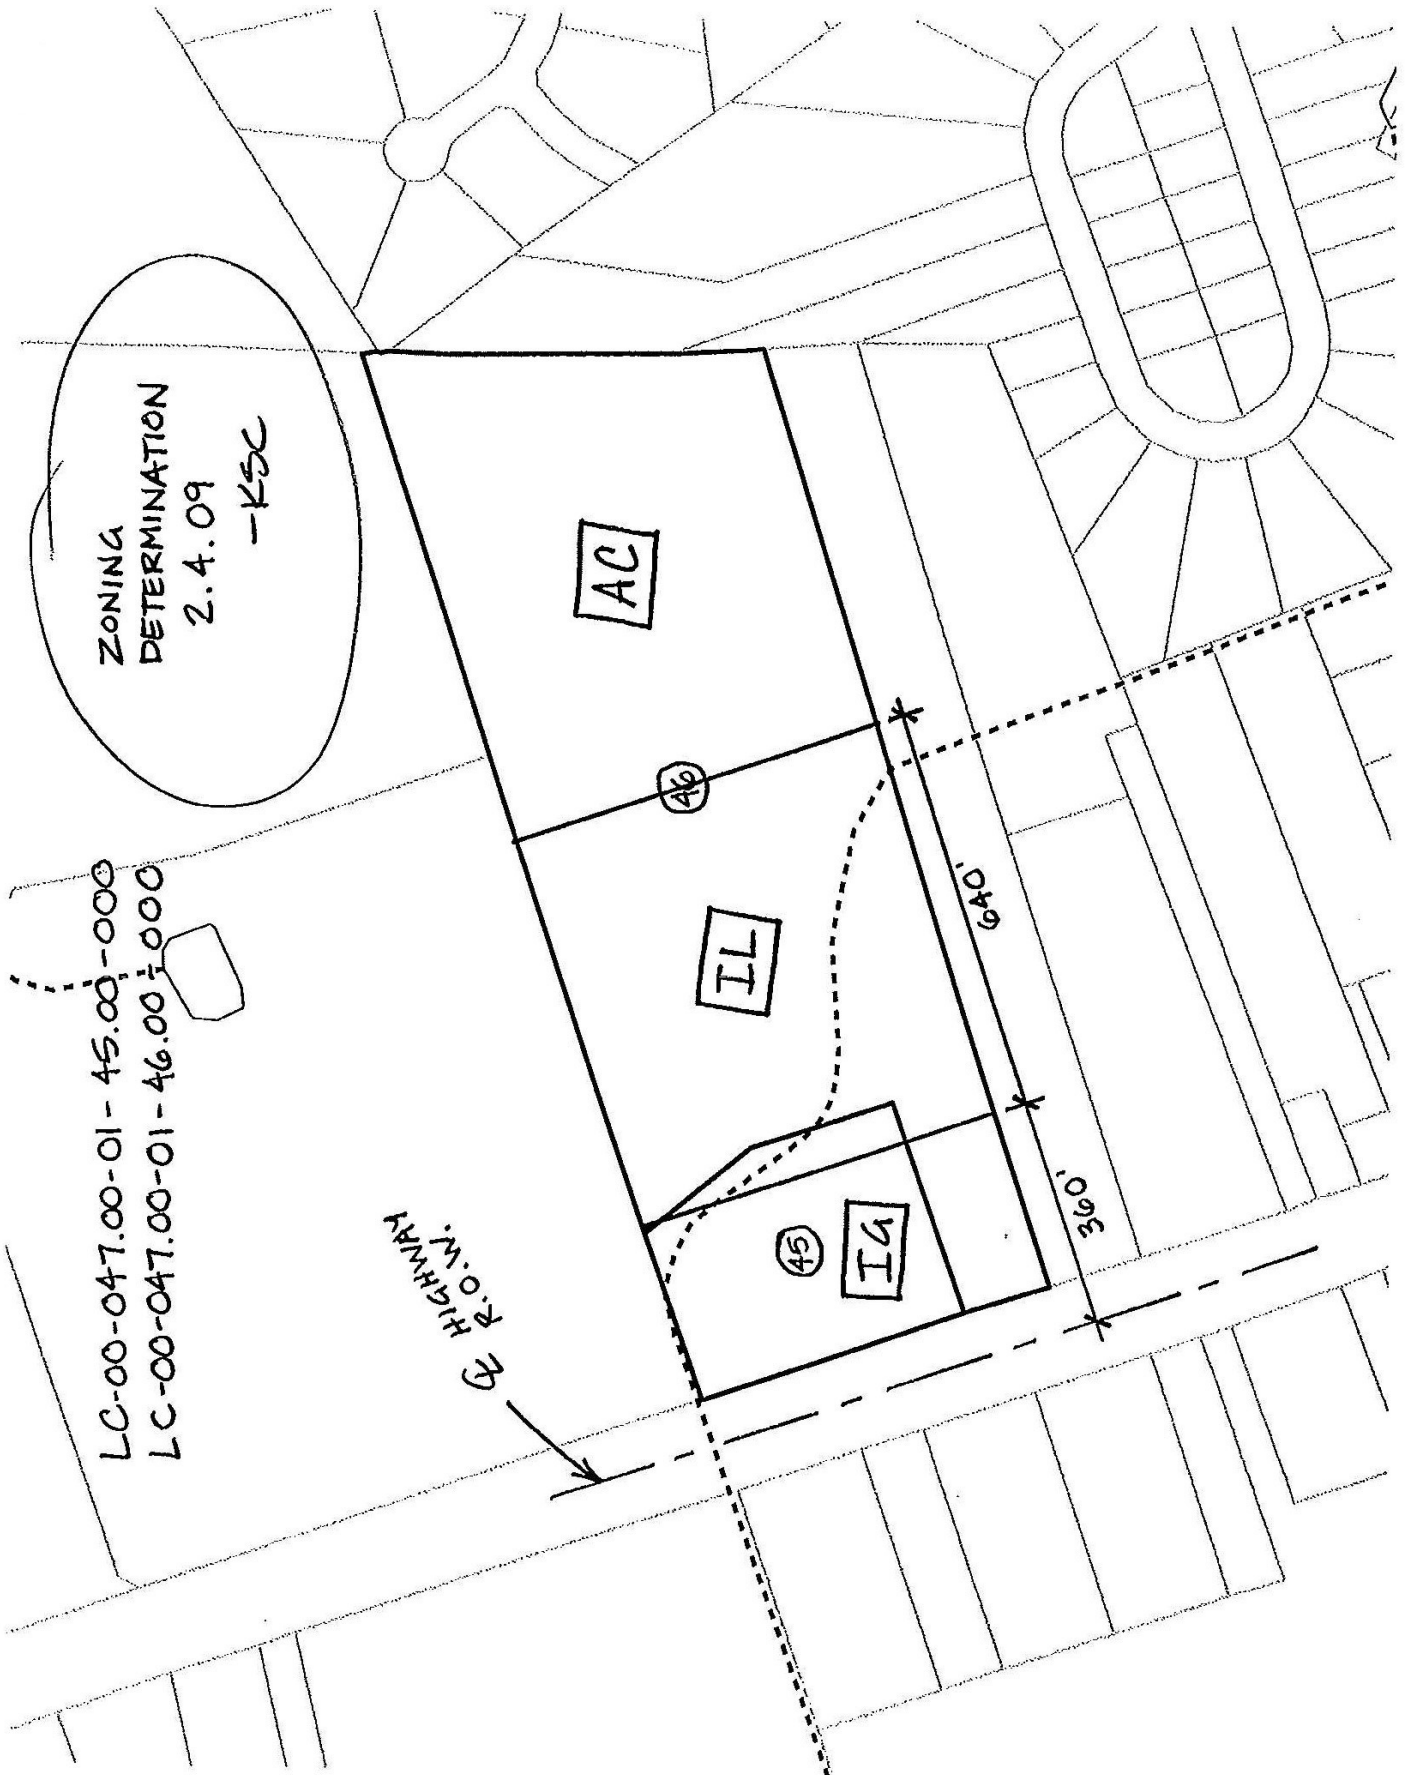 LC-00-047.00-01-45.00-000
LC-00-047.00-01-46.00-000
ZONING
DETERMINATION
2.4.09
-KSC
℄ HIGHWAY
R.O.W.
45
IG
IL
46
AC
360'
640'